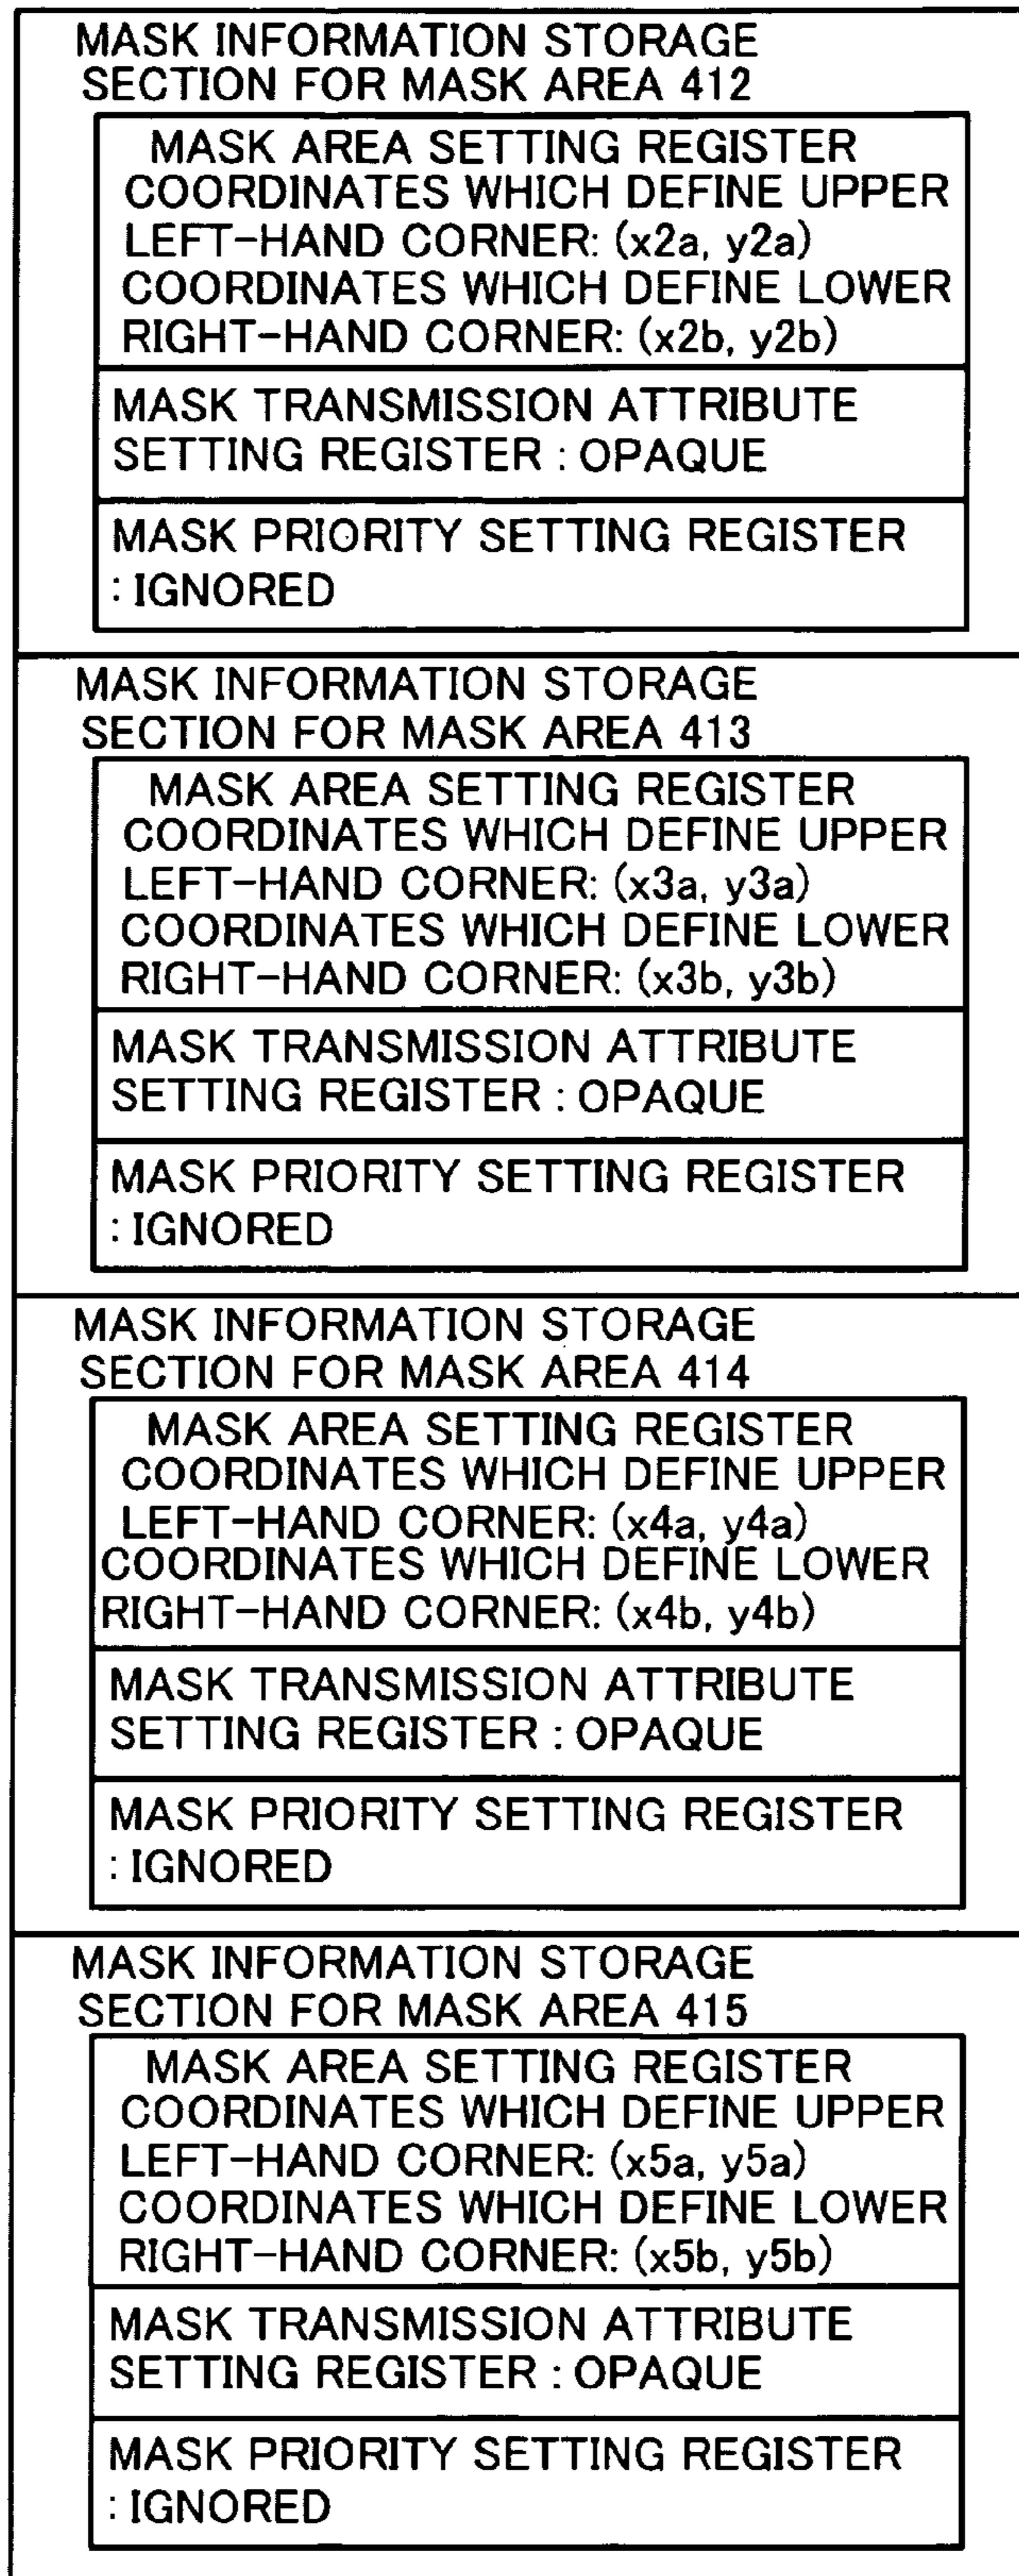 MASK INFORMATION STORAGE
SECTION FOR MASK AREA 412
MASK AREA SETTING REGISTER
COORDINATES WHICH DEFINE UPPER
LEFT-HAND CORNER: (x2a, y2a)
COORDINATES WHICH DEFINE LOWER
RIGHT-HAND CORNER: (x2b, y2b)
MASK TRANSMISSION ATTRIBUTE
SETTING REGISTER : OPAQUE
MASK PRIORITY SETTING REGISTER
: IGNORED
MASK INFORMATION STORAGE
SECTION FOR MASK AREA 413
MASK AREA SETTING REGISTER
COORDINATES WHICH DEFINE UPPER
LEFT-HAND CORNER: (x3a, y3a)
COORDINATES WHICH DEFINE LOWER
RIGHT-HAND CORNER: (x3b, y3b)
MASK TRANSMISSION ATTRIBUTE
SETTING REGISTER : OPAQUE
MASK PRIORITY SETTING REGISTER
: IGNORED
MASK INFORMATION STORAGE
SECTION FOR MASK AREA 414
MASK AREA SETTING REGISTER
COORDINATES WHICH DEFINE UPPER
LEFT-HAND CORNER: (x4a, y4a)
COORDINATES WHICH DEFINE LOWER
RIGHT-HAND CORNER: (x4b, y4b)
MASK TRANSMISSION ATTRIBUTE
SETTING REGISTER : OPAQUE
MASK PRIORITY SETTING REGISTER
: IGNORED
MASK INFORMATION STORAGE
SECTION FOR MASK AREA 415
MASK AREA SETTING REGISTER
COORDINATES WHICH DEFINE UPPER
LEFT-HAND CORNER: (x5a, y5a)
COORDINATES WHICH DEFINE LOWER
RIGHT-HAND CORNER: (x5b, y5b)
MASK TRANSMISSION ATTRIBUTE
SETTING REGISTER : OPAQUE
MASK PRIORITY SETTING REGISTER
: IGNORED